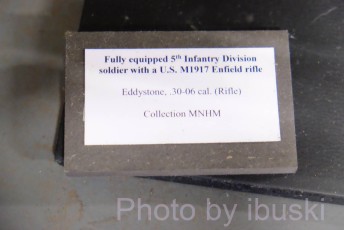 Fully equipped 5th Infantry Division
soldier with a U.S. M1917 Enfield rifle
Eddystone, .30-06 cal. (Rifle)
Collection MNHM
Photo by ibuski